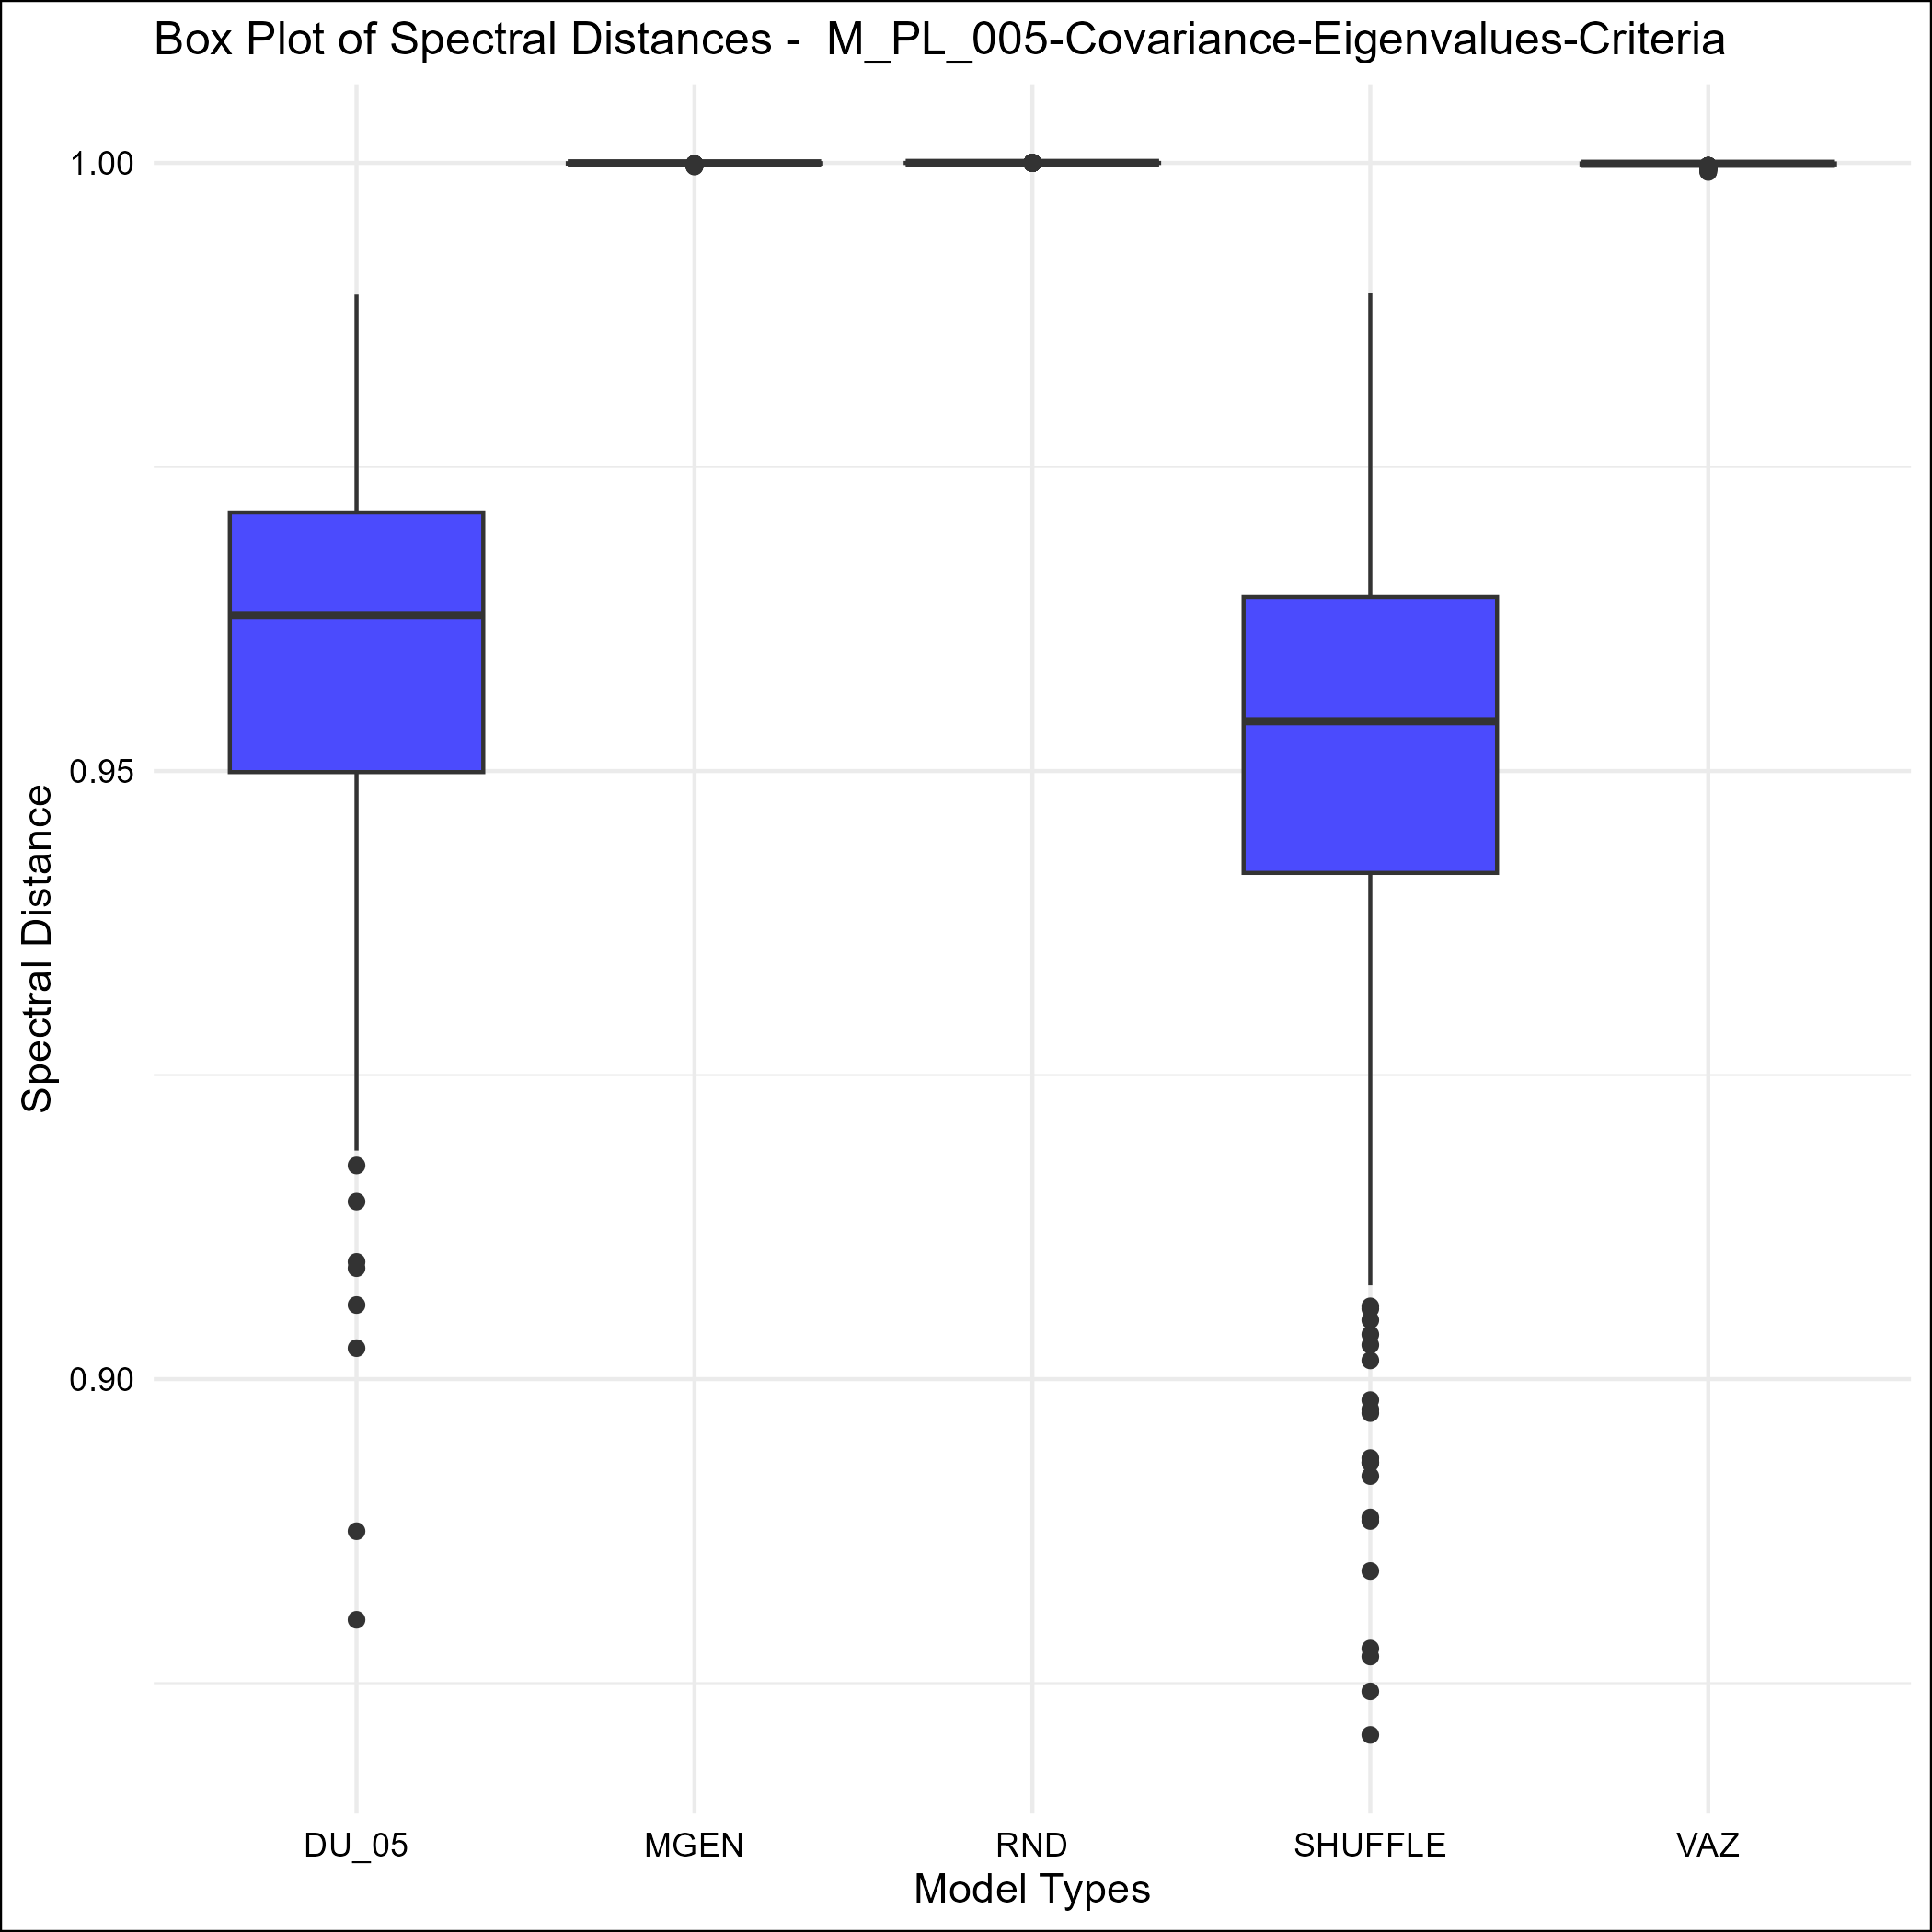 Box Plot of Spectral Distances -  M_PL_005-Covariance-Eigenvalues-Criteria
Spectral Distance
1.00
0.95
0.90
DU_05
MGEN
RND
SHUFFLE
VAZ
Model Types